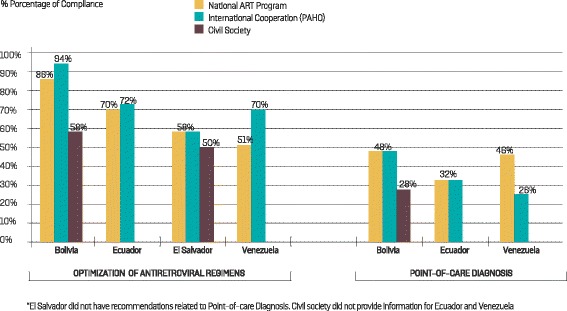 % Percentage of Compliance
National ART Program
International Cooperation (PAHO)
Civil Society
100%
90%
80%
70%
60%
50%
40%
30%
20%
10%
0%
86% 94% 58%
70% 72%
58% 50%
51% 70%
48% 28%
32%
46% 26%
Bolivia Ecuador El Salvador Venezuela Bolivia Ecuador Venezuela
OPTIMIZATION OF ANTIRETROVIRAL REGIMENS POINT-OF-CARE DIAGNOSIS
*El Salvador did not have recommendations related to Point-of-care Diagnosis. Civil society did not provide information for Ecuador and Venezuela